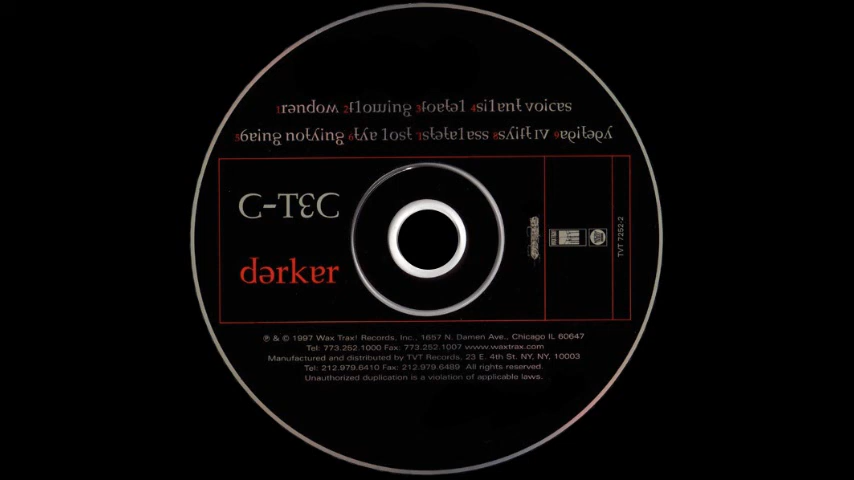 1random 2flowing 3foetal 4silent voices
5being nothing 6the lost 7stateless 8shift IV 9epitaph
C-TEC
darker
TVT 7252-2
℗ & © 1997 Wax Trax! Records, Inc., 1657 N. Damen Ave., Chicago IL 60647
Tel: 773.252.1000 Fax: 773.252.1007 www.waxtrax.com
Manufactured and distributed by TVT Records, 23 E. 4th St. NY, NY, 10003
Tel: 212.979.6410 Fax: 212.979.6489 All rights reserved.
Unauthorized duplication is a violation of applicable laws.